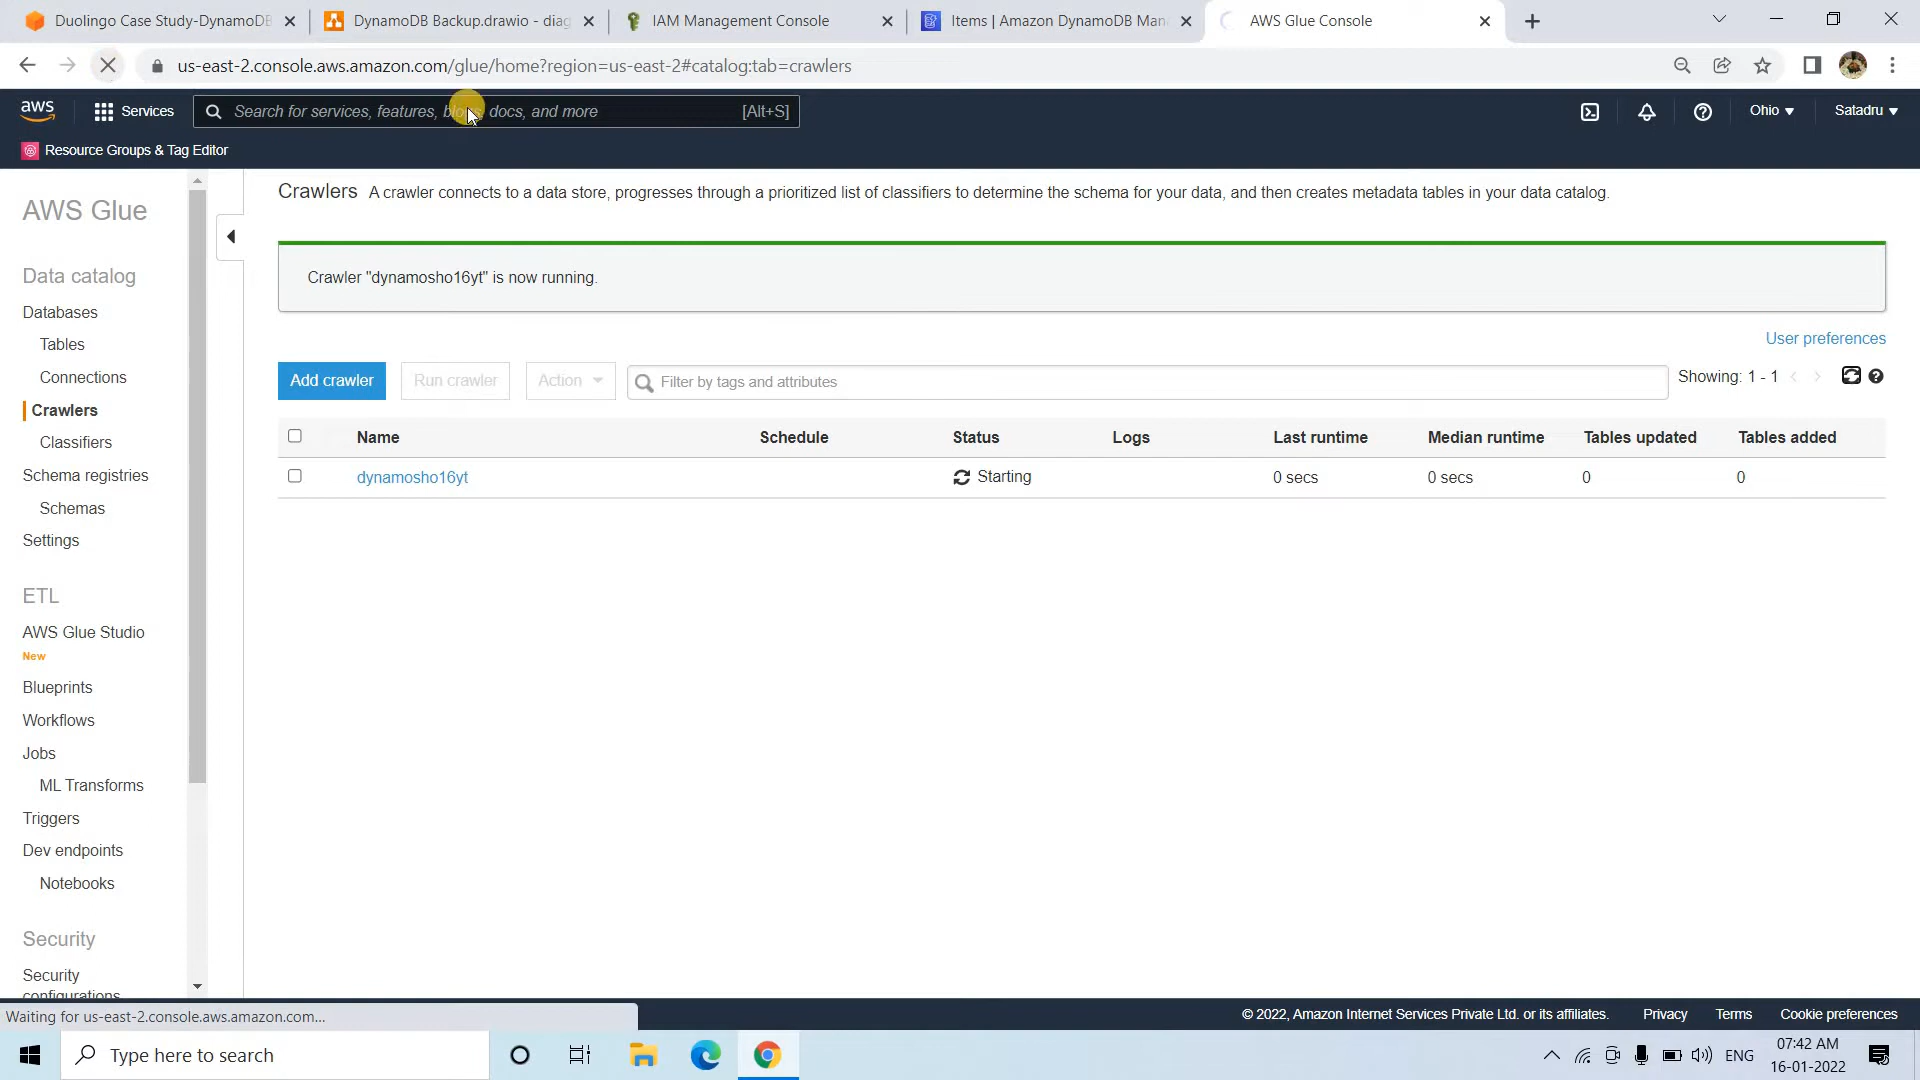 Duolingo Case Study-DynamoDB
DynamoDB Backup.drawio - diag
IAM Management Console
Items | Amazon DynamoDB Man
AWS Glue Console
us-east-2.console.aws.amazon.com/glue/home?region=us-east-2#catalog:tab=crawlers
aws
Services
Search for services, features, blogs, docs, and more
[Alt+S]
Ohio
Satadru
Resource Groups & Tag Editor
AWS Glue
Data catalog
Databases
Tables
Connections
Crawlers
Classifiers
Schema registries
Schemas
Settings
ETL
AWS Glue Studio
New
Blueprints
Workflows
Jobs
ML Transforms
Triggers
Dev endpoints
Notebooks
Security
Security
configurations
Crawlers A crawler connects to a data store, progresses through a prioritized list of classifiers to determine the schema for your data, and then creates metadata tables in your data catalog.
Crawler "dynamosho16yt" is now running.
User preferences
Add crawler
Run crawler
Action
Filter by tags and attributes
Showing: 1 - 1
Name Schedule Status Logs Last runtime Median runtime Tables updated Tables added
dynamosho16yt Starting 0 secs 0 secs 0 0
Waiting for us-east-2.console.aws.amazon.com...
© 2022, Amazon Internet Services Private Ltd. or its affiliates.
Privacy
Terms
Cookie preferences
Type here to search
ENG
07:42 AM
16-01-2022